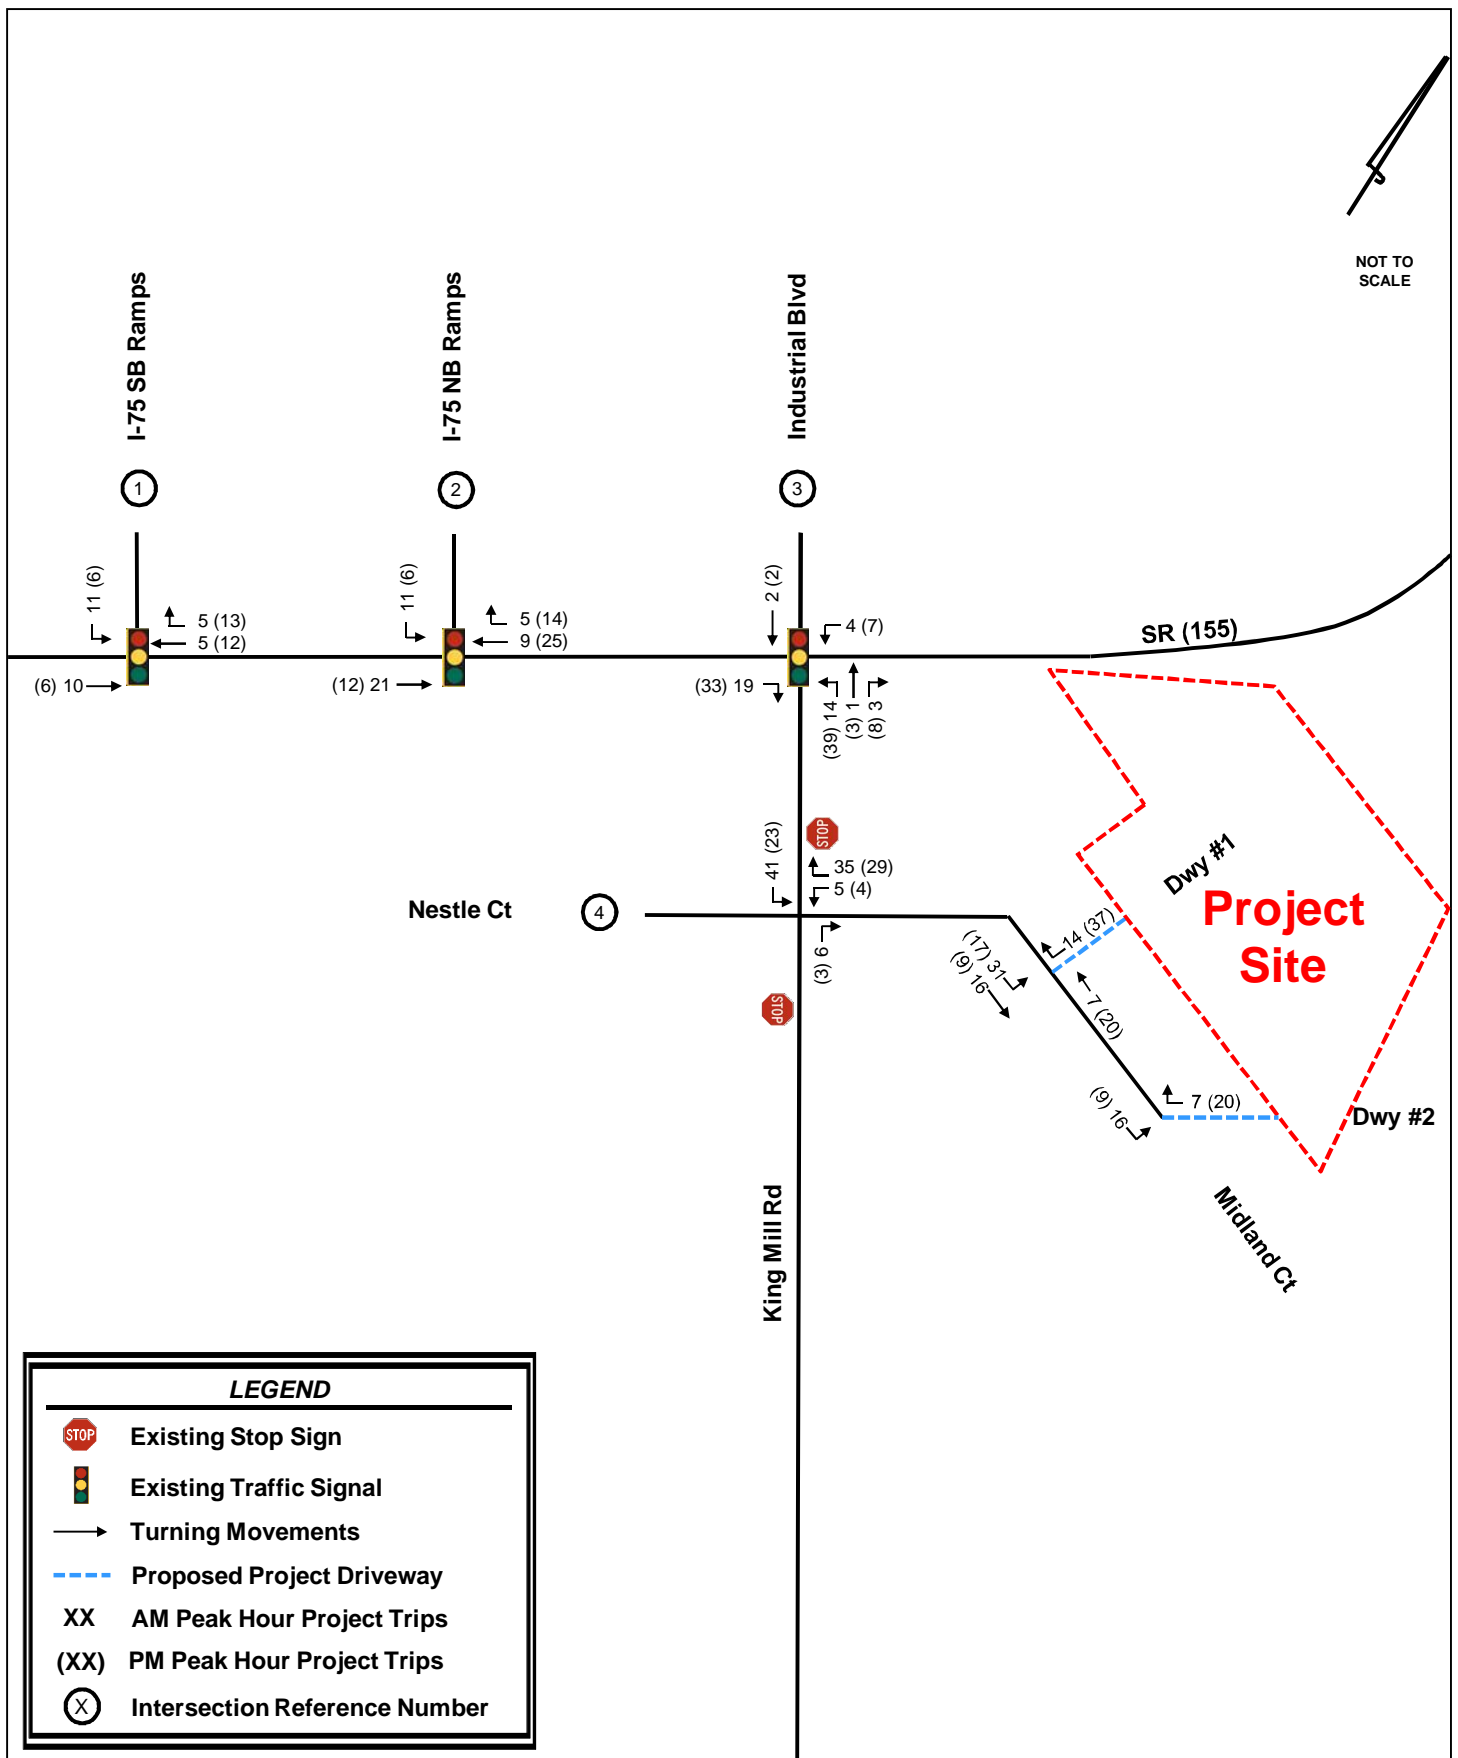 NOT TO
SCALE
I-75 SB Ramps
I-75 NB Ramps
Industrial Blvd
1
2
3
11 (6)
5 (13)
5 (12)
(6) 10
11 (6)
5 (14)
9 (25)
(12) 21
2 (2)
4 (7)
(33) 19
(39) 14
(3) 1
(8) 3
SR (155)
41 (23)
STOP
35 (29)
5 (4)
Nestle Ct
4
(3) 6
STOP
(17) 31
(9) 16
14 (37)
7 (20)
Dwy #1
Project
Site
(9) 16
7 (20)
Dwy #2
Midland Ct
King Mill Rd
LEGEND
STOP Existing Stop Sign
Existing Traffic Signal
Turning Movements
Proposed Project Driveway
XX AM Peak Hour Project Trips
(XX) PM Peak Hour Project Trips
X Intersection Reference Number